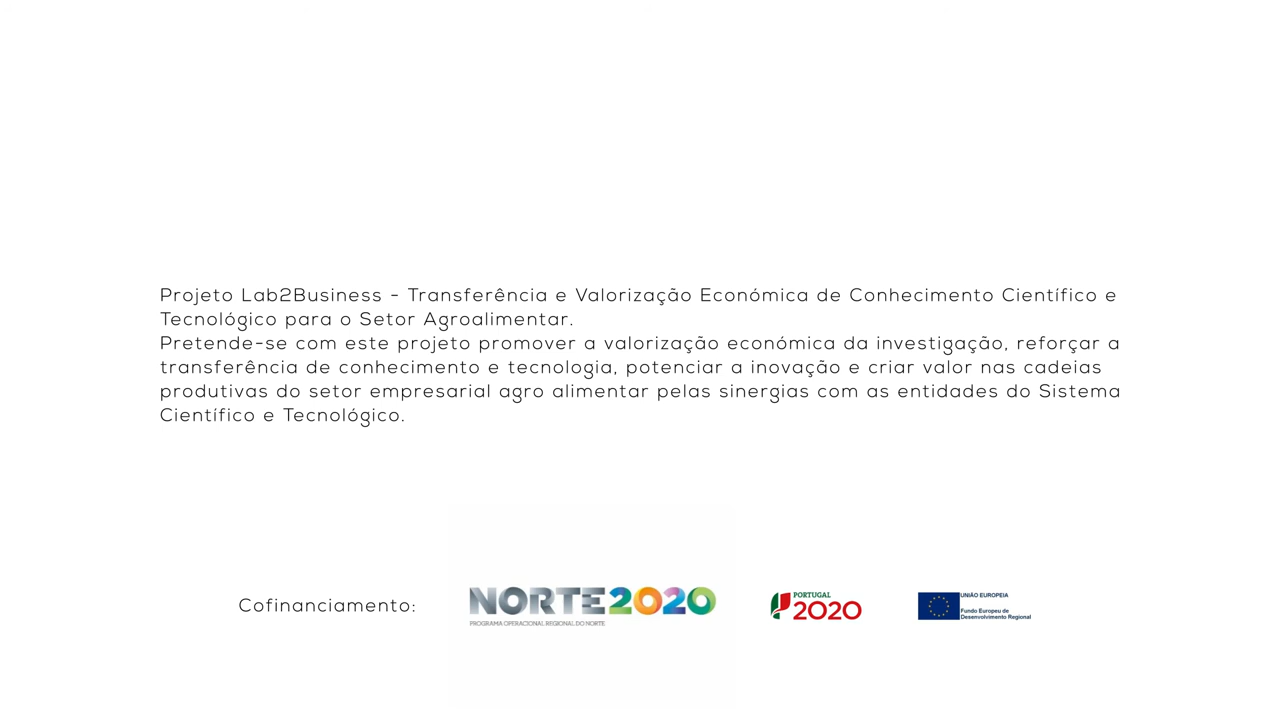 Projeto Lab2Business - Transferência e Valorização Económica de Conhecimento Científico e
Tecnológico para o Setor Agroalimentar.
Pretende-se com este projeto promover a valorização económica da investigação, reforçar a
transferência de conhecimento e tecnologia, potenciar a inovação e criar valor nas cadeias
produtivas do setor empresarial agro alimentar pelas sinergias com as entidades do Sistema
Científico e Tecnológico.
Cofinanciamento:
NORTE2020
PROGRAMA OPERACIONAL REGIONAL DO NORTE
PORTUGAL
2020
UNIÃO EUROPEIA
Fundo Europeu de
Desenvolvimento Regional